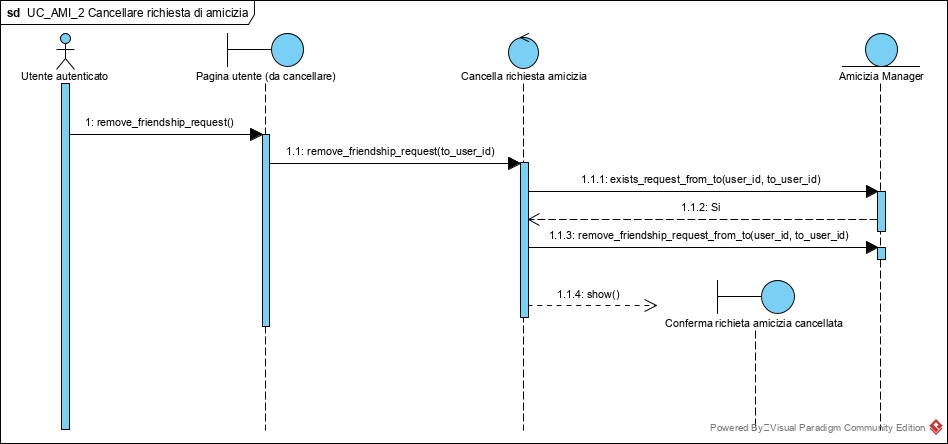 sd UC_AMI_2 Cancellare richiesta di amicizia
Utente autenticato
Pagina utente (da cancellare)
Cancella richiesta amicizia
Amicizia Manager
1: remove_friendship_request()
1.1: remove_friendship_request(to_user_id)
1.1.1: exists_request_from_to(user_id, to_user_id)
1.1.2: Si
1.1.3: remove_friendship_request_from_to(user_id, to_user_id)
1.1.4: show()
Conferma richieta amicizia cancellata
Powered By Visual Paradigm Community Edition